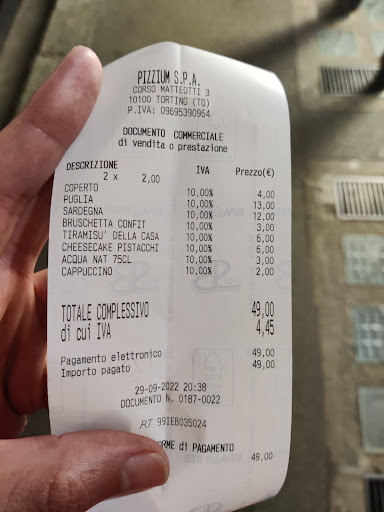 PIZZIUM S.P.A.
CORSO MATTEOTTI 3
10100 TORTINO (TO)
P.IVA: 09695390964
DOCUMENTO COMMERCIALE
di vendita o prestazione
DESCRIZIONE IVA Prezzo(€)
2 x 2,00
COPERTO 10,00% 4,00
PUGLIA 10,00% 13,00
SARDEGNA 10,00% 12,00
BRUSCHETTA CONFIT 10,00% 3,00
TIRAMISU' DELLA CASA 10,00% 6,00
CHEESECAKE PISTACCHI 10,00% 6,00
ACQUA NAT 75CL 10,00% 3,00
CAPPUCCINO 10,00% 2,00
TOTALE COMPLESSIVO 49,00
di cui IVA 4,45
Pagamento elettronico 49,00
Importo pagato 49,00
29-09-2022 20:38
DOCUMENTO N. 0187-0022
RT 99IEB035024
ORME di PAGAMENTO
49,00